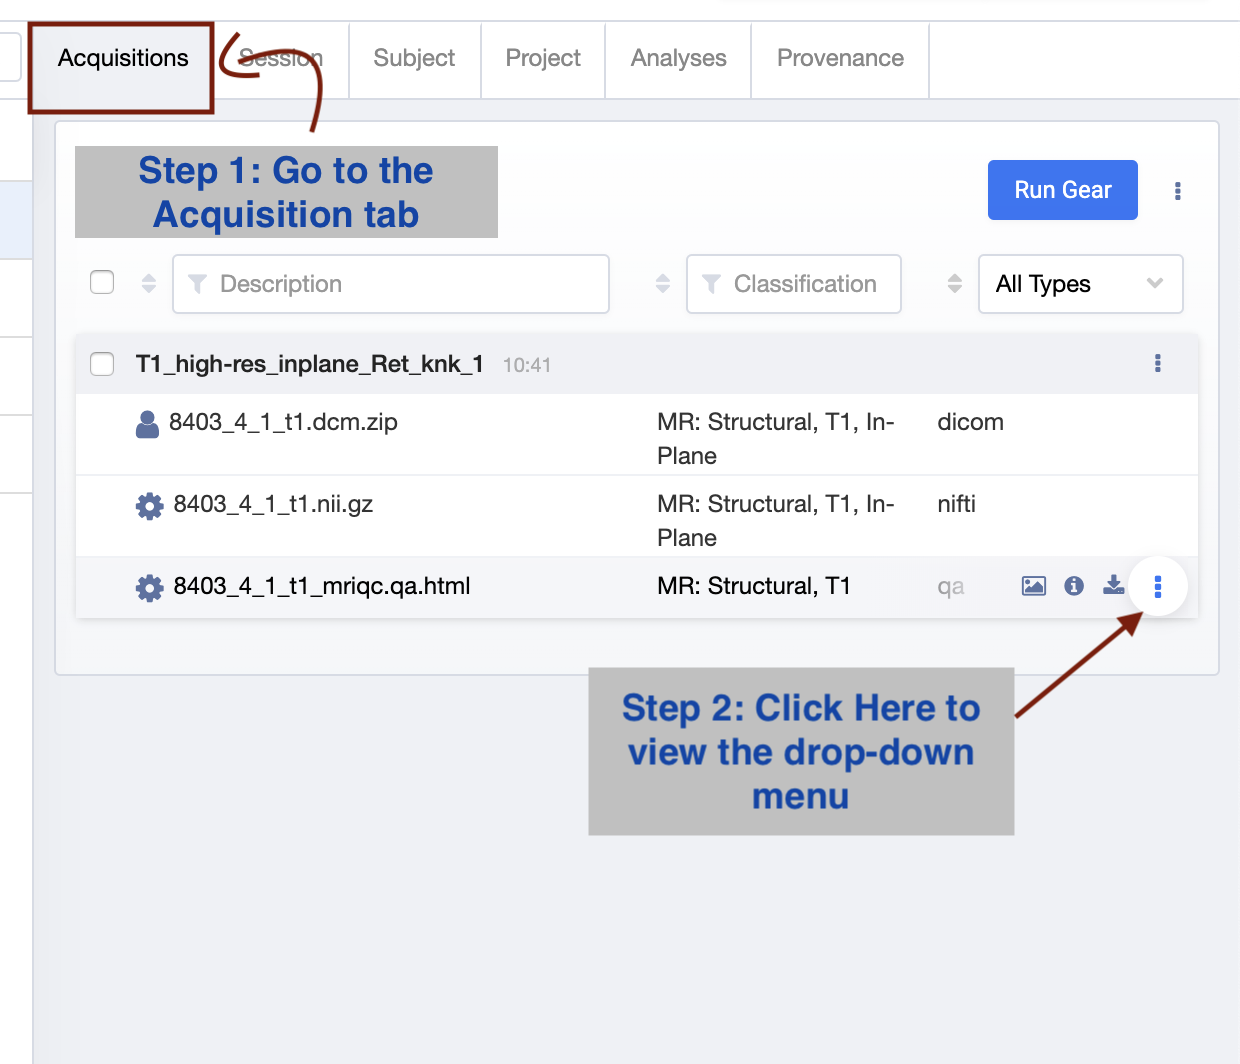 Acquisitions
Session
Subject
Project
Analyses
Provenance
Step 1: Go to the
Acquisition tab
Run Gear
Description
Classification
All Types
T1_high-res_inplane_Ret_knk_1 10:41
8403_4_1_t1.dcm.zip
MR: Structural, T1, In-
Plane
dicom
8403_4_1_t1.nii.gz
MR: Structural, T1, In-
Plane
nifti
8403_4_1_t1_mriqc.qa.html
MR: Structural, T1
qa
Step 2: Click Here to
view the drop-down
menu